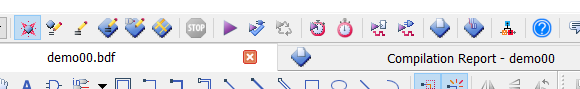 STOP
demo00.bdf
Compilation Report - demo00
A